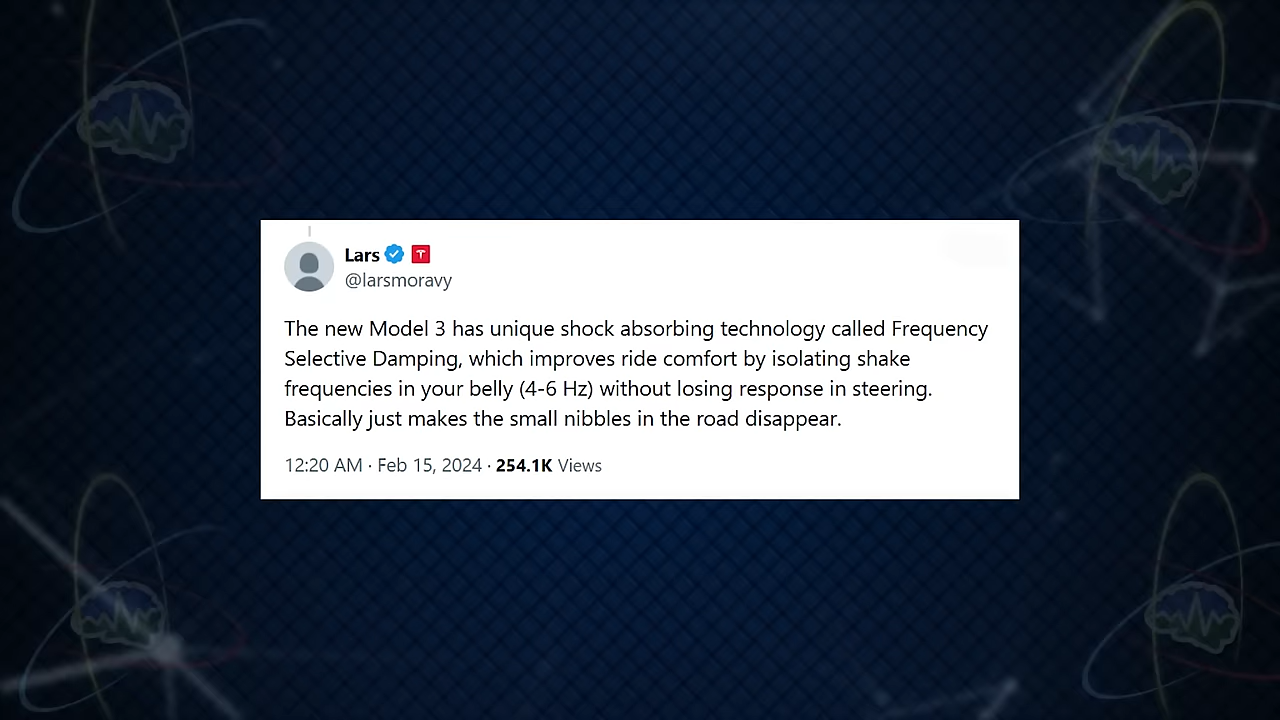 Lars
@larsmoravy
The new Model 3 has unique shock absorbing technology called Frequency
Selective Damping, which improves ride comfort by isolating shake
frequencies in your belly (4-6 Hz) without losing response in steering.
Basically just makes the small nibbles in the road disappear.
12:20 AM · Feb 15, 2024 · 254.1K Views